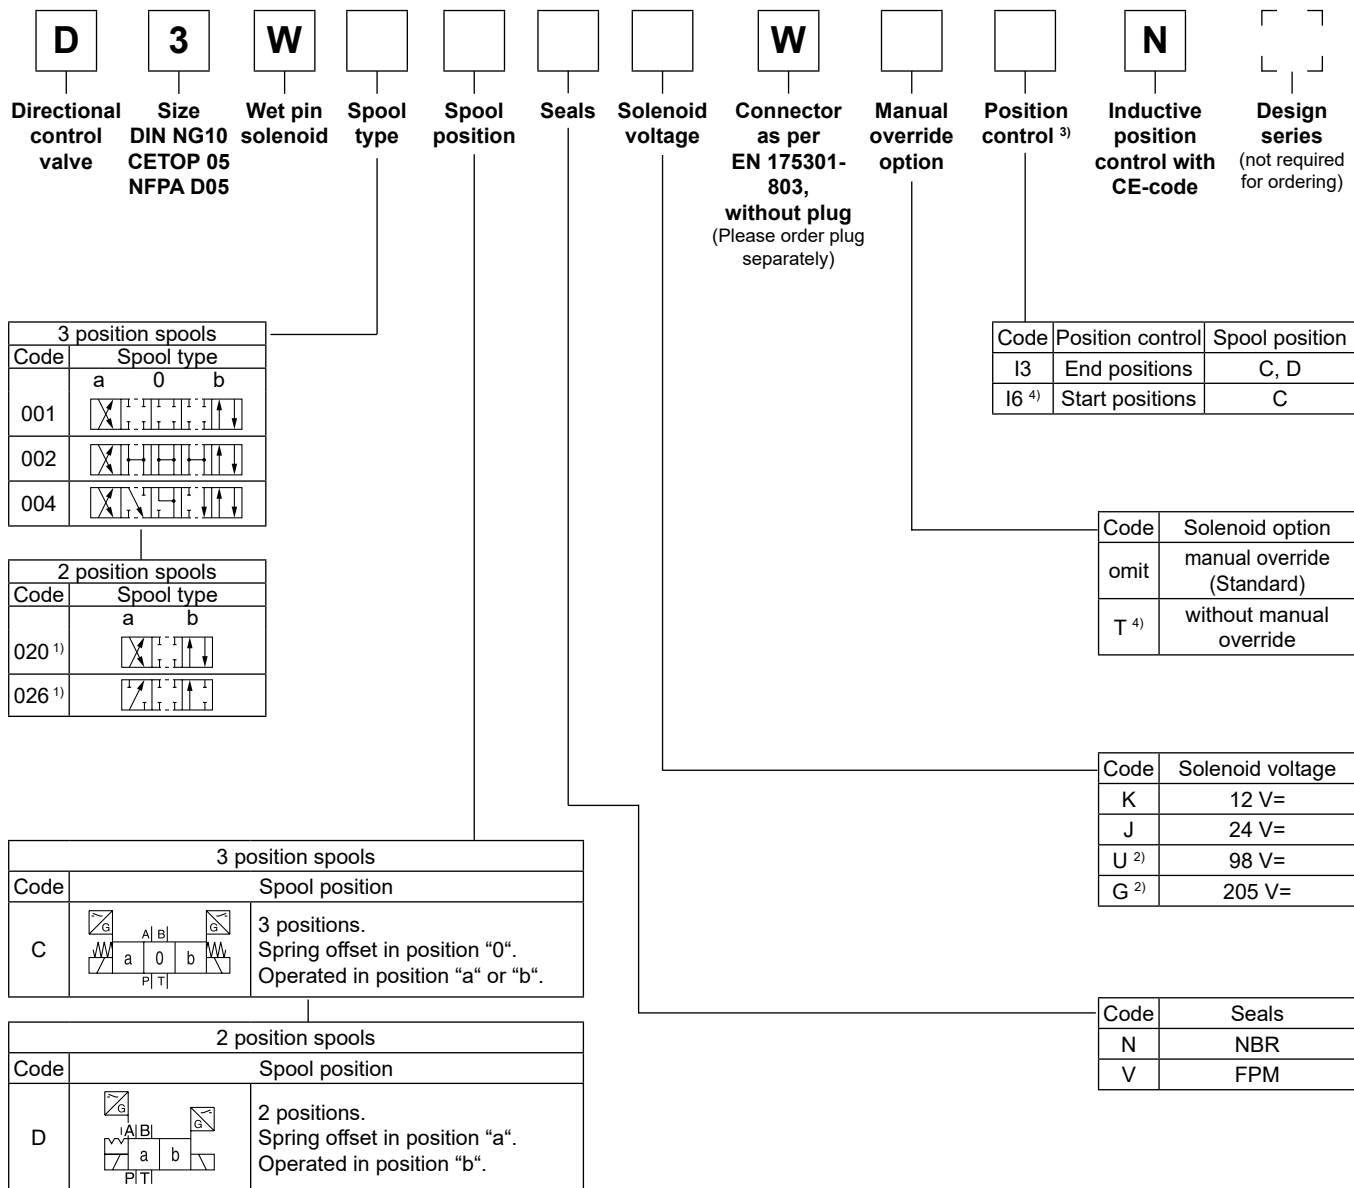 D 3 W W N
Directional control valve
Size DIN NG10 CETOP 05 NFPA D05
Wet pin solenoid
Spool type
Spool position
Seals
Solenoid voltage
Connector as per EN 175301-803, without plug
(Please order plug separately)
Manual override option
Position control 3)
Inductive position control with CE-code
Design series
(not required for ordering)
3 position spools
Code Spool type
a 0 b
001
002
004
2 position spools
Code Spool type
a b
020 1)
026 1)
Code Position control Spool position
I3 End positions C, D
I6 4) Start positions C
Code Solenoid option
omit manual override (Standard)
T 4) without manual override
Code Solenoid voltage
K 12 V=
J 24 V=
U 2) 98 V=
G 2) 205 V=
3 position spools
Code Spool position
C
G G
A B
a 0 b
P T
3 positions.
Spring offset in position “0“.
Operated in position “a“ or “b“.
2 position spools
Code Spool position
D
G G
A B
a b
P T
2 positions.
Spring offset in position “a“.
Operated in position “b“.
Code Seals
N NBR
V FPM